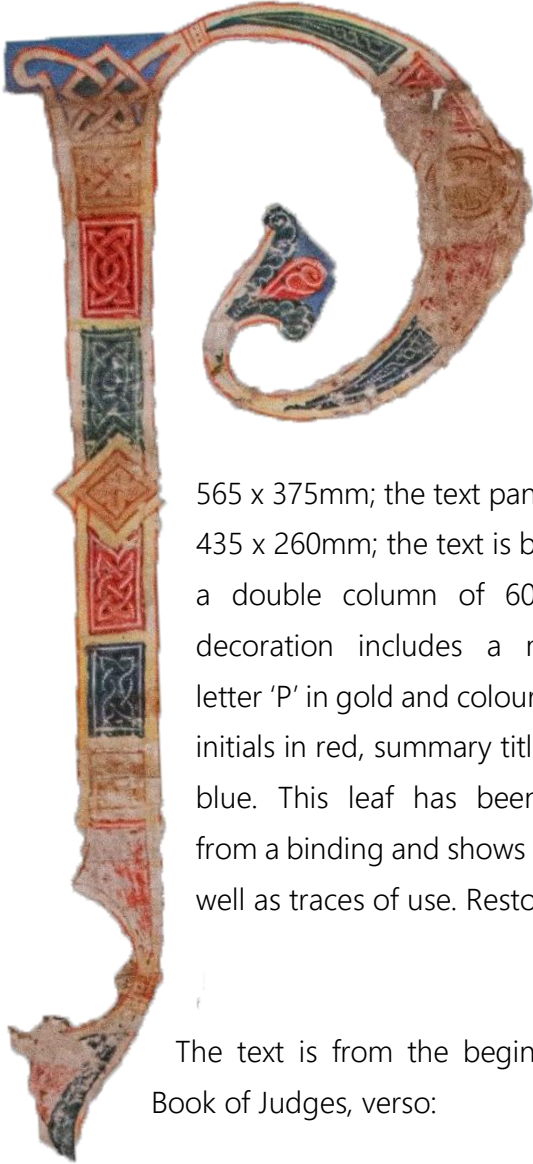 P
565 x 375mm; the text pan
435 x 260mm; the text is b
a double column of 60
decoration includes a
letter ‘P’ in gold and colour
initials in red, summary titl
blue. This leaf has been
from a binding and shows
well as traces of use. Resto
The text is from the begin
Book of Judges, verso: